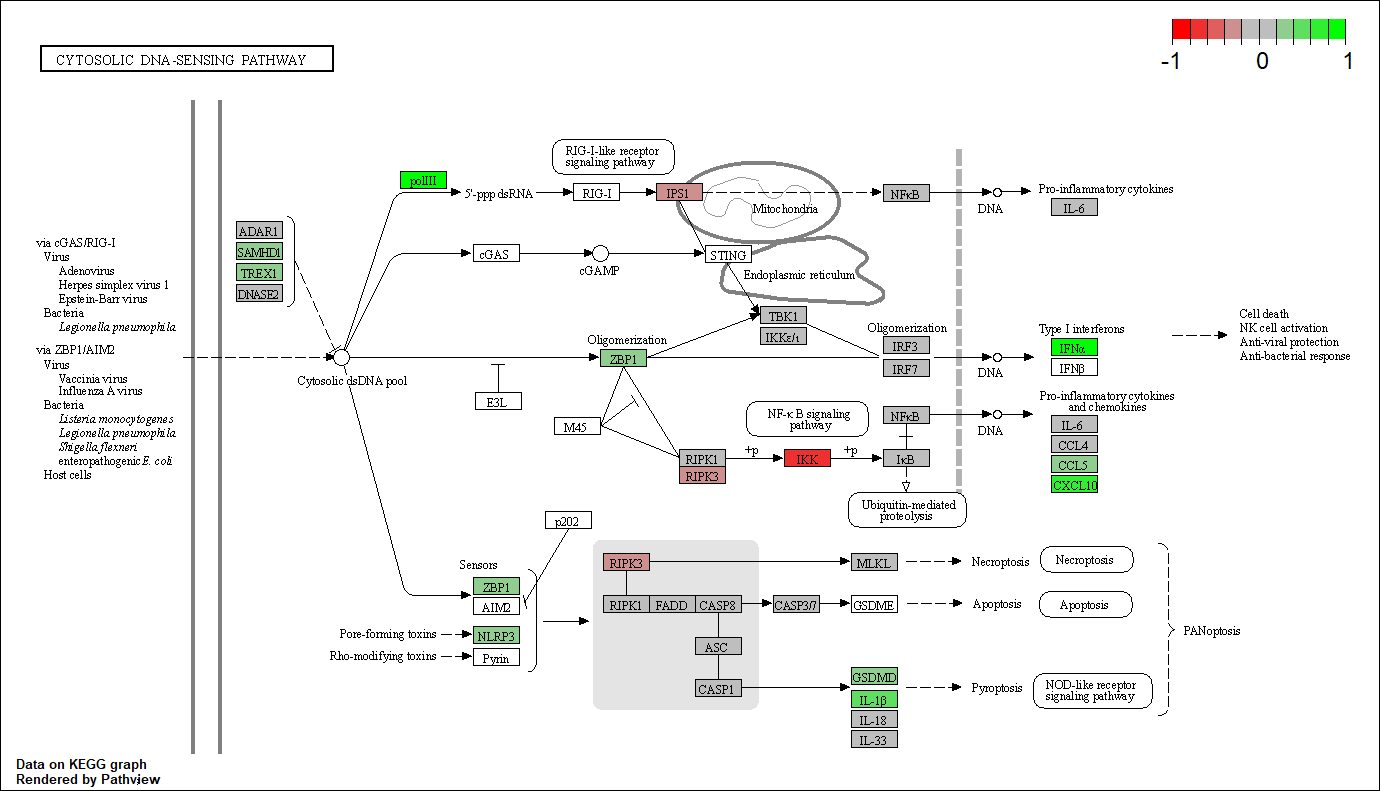 -1 0 1
CYTOSOLIC DNA-SENSING PATHWAY
RIG-I-like receptor
signaling pathway
polIII
5'-ppp dsRNA
RIG-I
IPS1
Mitochondria
NFκB
DNA
Pro-inflammatory cytokines
IL-6
ADAR1
SAMHD1
TREX1
DNASE2
via cGAS/RIG-I
Virus
Adenovirus
Herpes simplex virus 1
Epstein-Barr virus
Bacteria
Legionella pneumophila
cGAS
cGAMP
STING
Endoplasmic reticulum
TBK1
IKKε/ι
Oligomerization
ZBP1
Oligomerization
IRF3
IRF7
DNA
Type I interferons
IFNα
IFNβ
Cell death
NK cell activation
Anti-viral protection
Anti-bacterial response
via ZBP1/AIM2
Virus
Vaccinia virus
Influenza A virus
Bacteria
Listeria monocytogenes
Legionella pneumophila
Shigella flexneri
enteropathogenic E. coli
Host cells
Cytosolic dsDNA pool
E3L
M45
RIPK1
RIPK3
+p
NF-κB signaling
pathway
IKK
+p
NFκB
IκB
DNA
Pro-inflammatory cytokines
and chemokines
IL-6
CCL4
CCL5
CXCL10
Ubiquitin-mediated
proteolysis
p202
Sensors
ZBP1
AIM2
Pore-forming toxins
NLRP3
Rho-modifying toxins
Pyrin
RIPK3
RIPK1
FADD
CASP8
ASC
CASP1
MLKL
Necroptosis
Necroptosis
CASP3/7
GSDME
Apoptosis
Apoptosis
PANoptosis
GSDMD
IL-1β
IL-18
IL-33
Pyroptosis
NOD-like receptor
signaling pathway
Data on KEGG graph
Rendered by Pathview